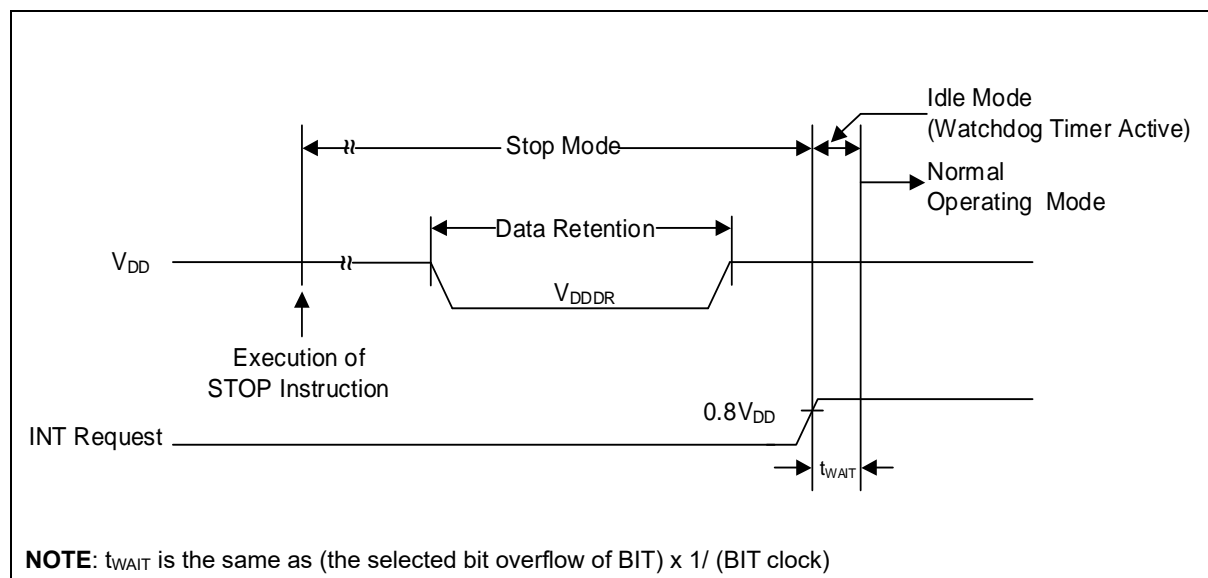 Idle Mode
(Watchdog Timer Active)
Stop Mode
Normal
Operating Mode
Data Retention
VDD
VDDDR
Execution of
STOP Instruction
0.8VDD
INT Request
tWAIT
NOTE: tWAIT is the same as (the selected bit overflow of BIT) x 1/ (BIT clock)